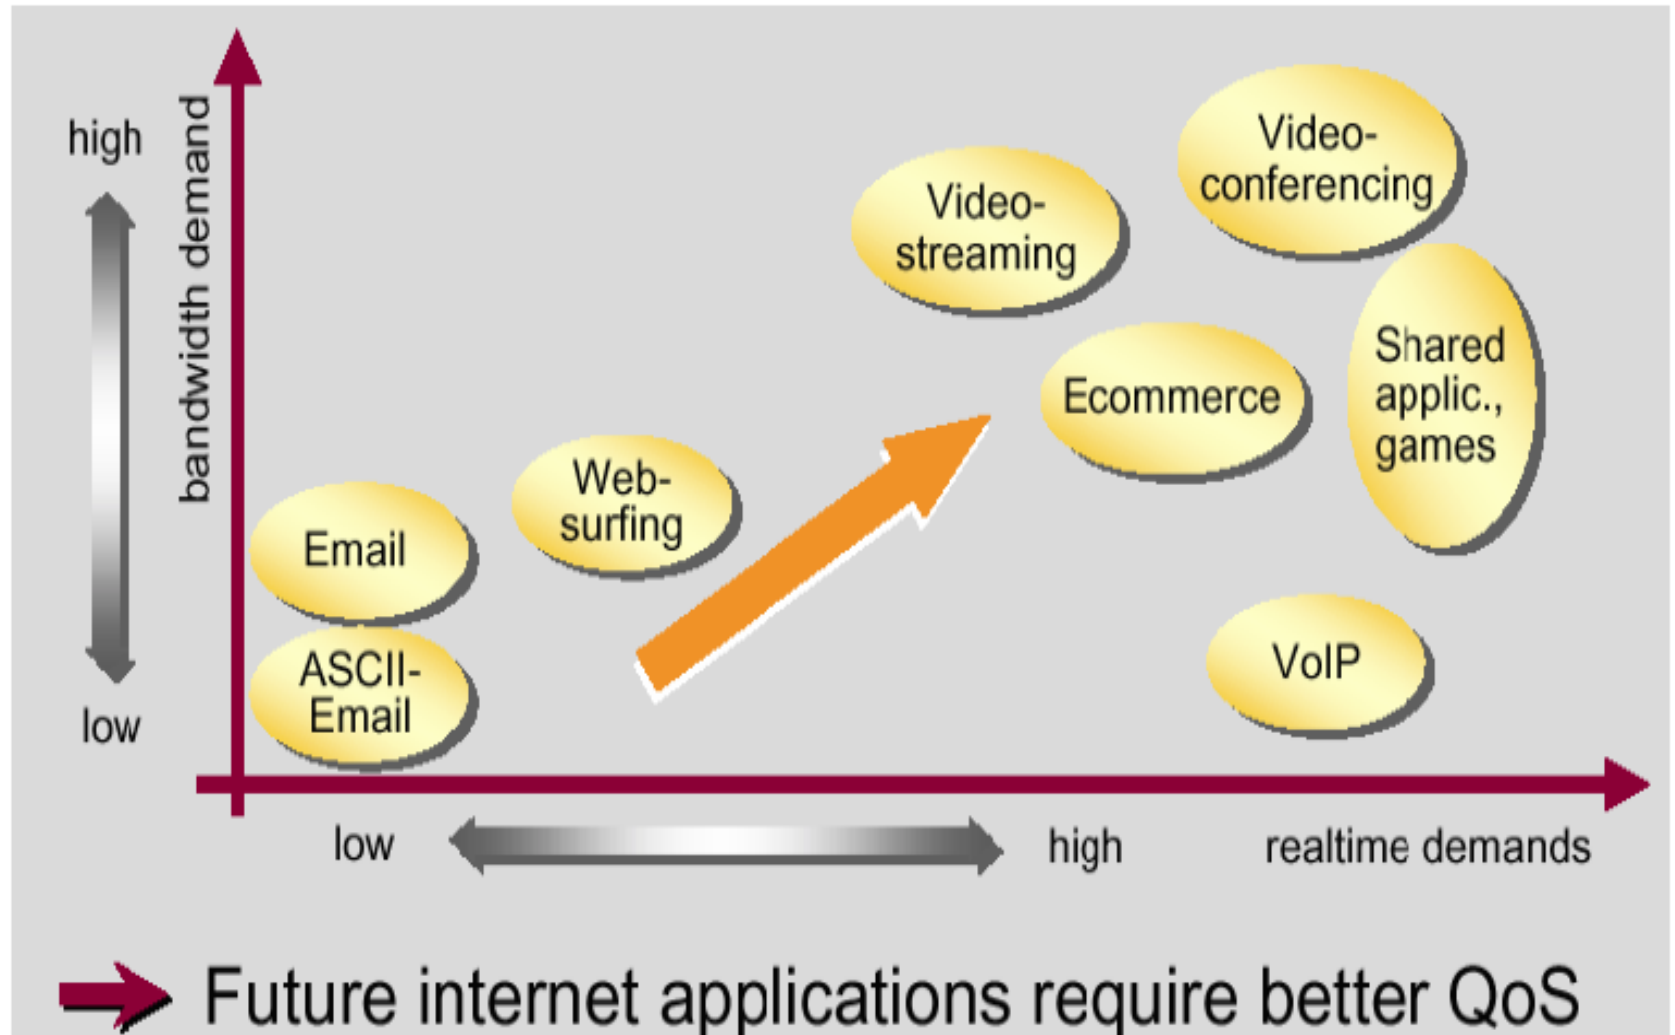 high
bandwidth demand
low
Video-
conferencing
Video-
streaming
Shared
applic.,
games
Ecommerce
Web-
surfing
Email
ASCII-
Email
VoIP
low
high
realtime demands
Future internet applications require better QoS